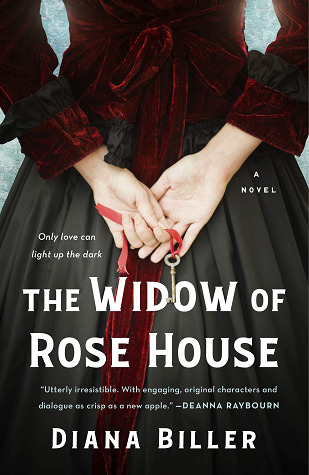 A
NOVEL
Only love can
light up the dark
THE WIDOW OF
ROSE HOUSE
"Utterly irresistible. With engaging, original characters and
dialogue as crisp as a new apple." —DEANNA RAYBOURN
DIANA BILLER